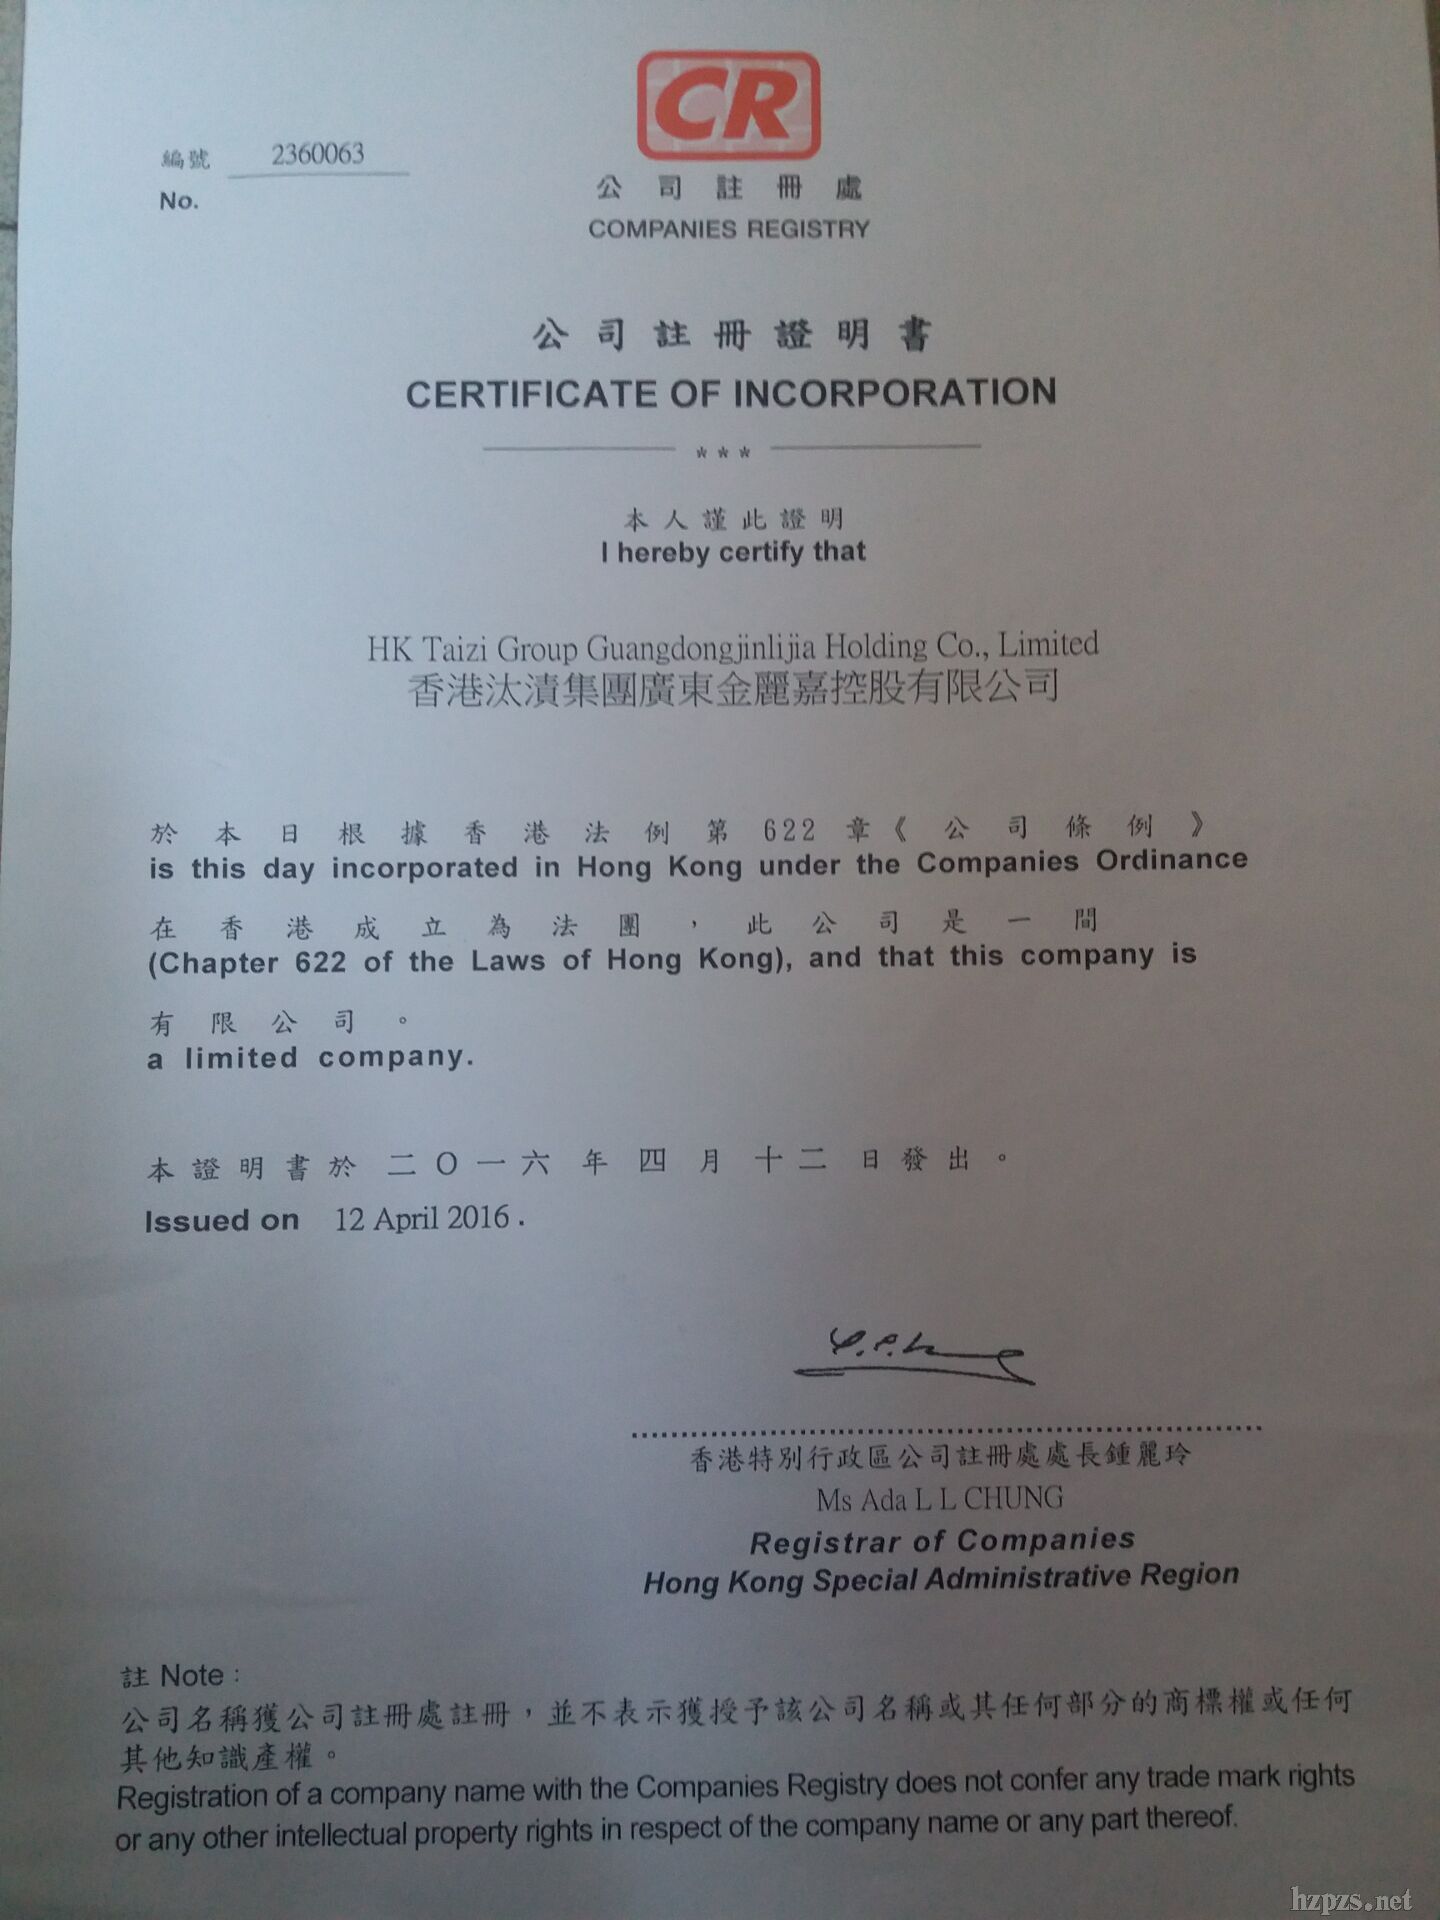 CR
編號 2360063
No.
公司註冊處
COMPANIES REGISTRY
公司註冊證明書
CERTIFICATE OF INCORPORATION
***
本人謹此證明
I hereby certify that
HK Taizi Group Guangdongjinlijia Holding Co., Limited
香港汰漬集團廣東金麗嘉控股有限公司
於本日根據香港法例第622章《公司條例》
is this day incorporated in Hong Kong under the Companies Ordinance
在香港成立為法團，此公司是一間
(Chapter 622 of the Laws of Hong Kong), and that this company is
有限公司。
a limited company.
本證明書於二〇一六年四月十二日發出。
Issued on 12 April 2016.
香港特別行政區公司註冊處處長鍾麗玲
Ms Ada L L CHUNG
Registrar of Companies
Hong Kong Special Administrative Region
註 Note:
公司名稱獲公司註冊處註冊，並不表示獲授予該公司名稱或其任何部分的商標權或任何
其他知識產權。
Registration of a company name with the Companies Registry does not confer any trade mark rights
or any other intellectual property rights in respect of the company name or any part thereof.
hzpzs.net